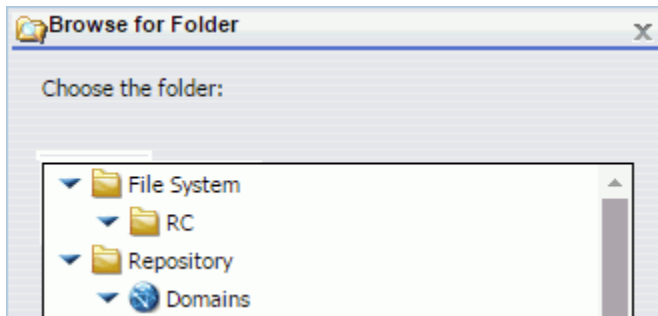 Browse for Folder
Choose the folder:
File System
RC
Repository
Domains